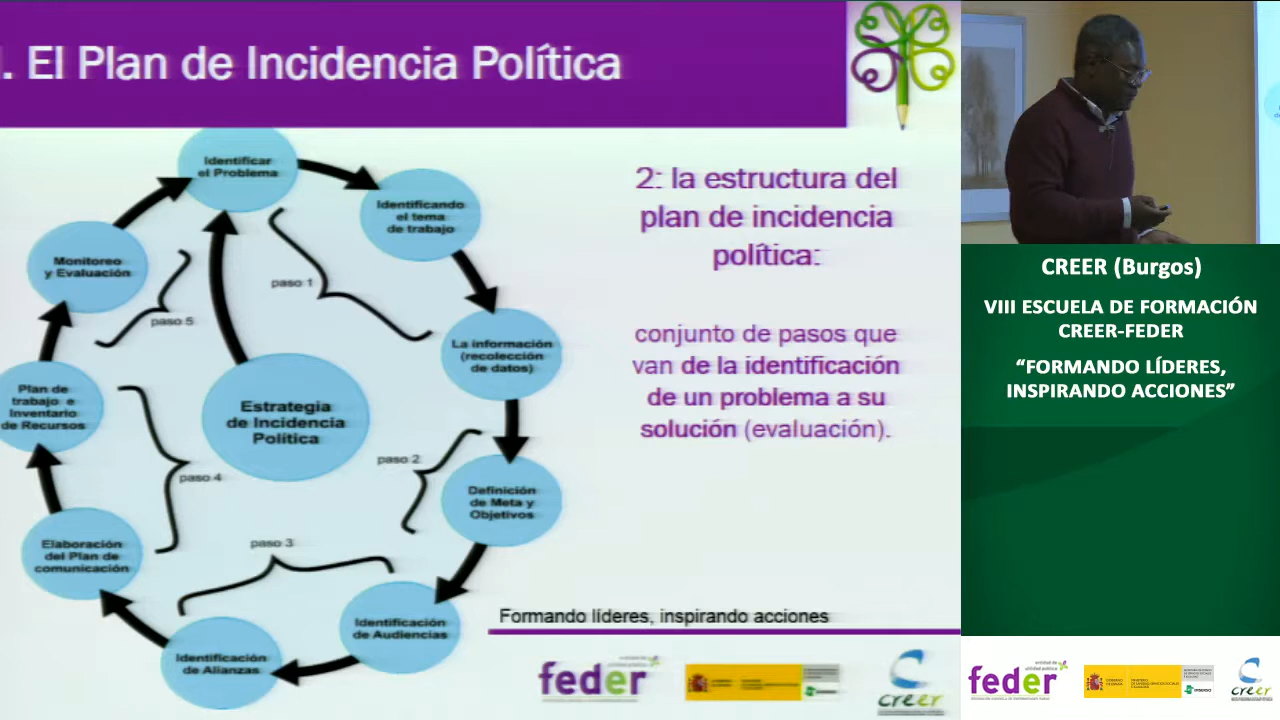 . El Plan de Incidencia Política
Identificar
el Problema
Identificando
el tema
de trabajo
Monitoreo
y Evaluación
paso 1
paso 5
La información
(recolección
de datos)
Plan de
trabajo e
Inventario
de Recursos
Estrategia
de Incidencia
Política
paso 2
paso 4
Definición
de Meta y
Objetivos
Elaboración
del Plan de
comunicación
paso 3
Identificación
de Audiencias
Identificación
de Alianzas
2: la estructura del
plan de incidencia
política:
conjunto de pasos que
van de la identificación
de un problema a su
solución (evaluación).
Formando líderes, inspirando acciones
feder
creer
CREER (Burgos)
VIII ESCUELA DE FORMACIÓN
CREER-FEDER
“FORMANDO LÍDERES,
INSPIRANDO ACCIONES”
feder
creer